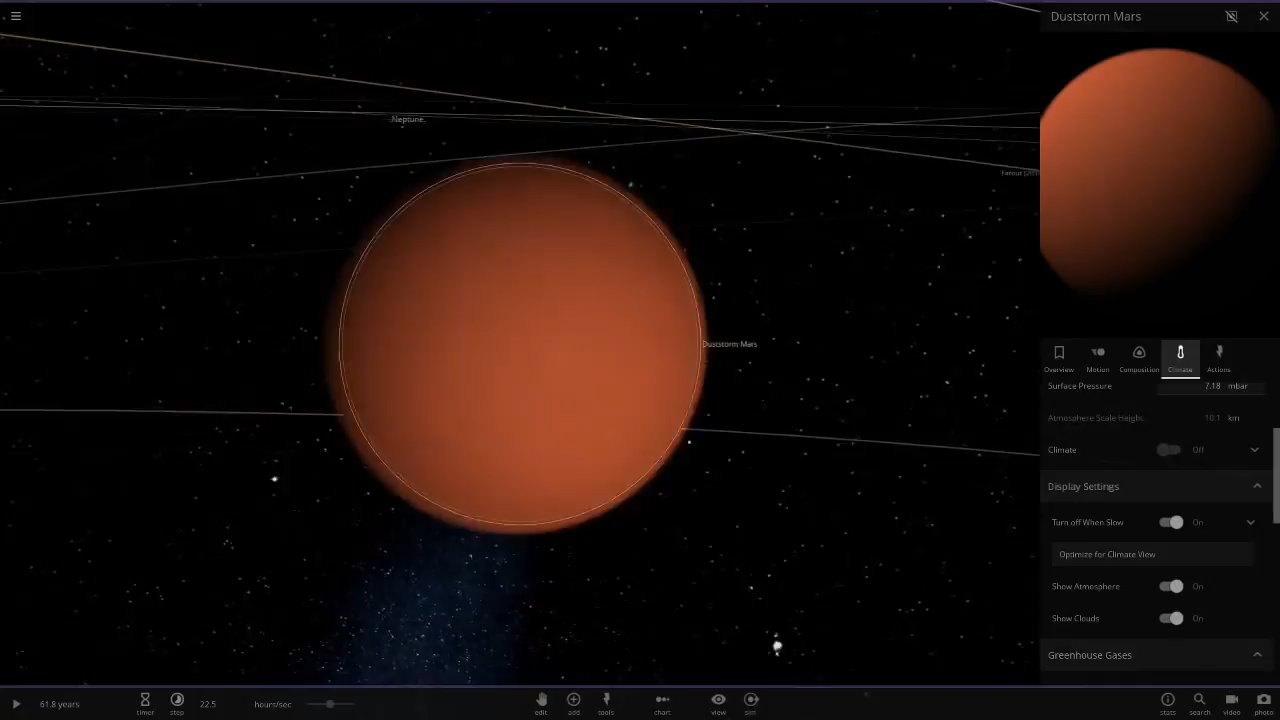 Duststorm Mars
Neptune
Duststorm Mars
Overview
Motion
Composition
Climate
Actions
Surface Pressure 7.18 mbar
Atmosphere Scale Height 10.1 km
Climate Off
Display Settings
Turn off When Slow On
Optimize for Climate View
Show Atmosphere On
Show Clouds On
Greenhouse Gases
61.8 years
timer
step
22.5 hours/sec
edit
add
tools
chart
view
sim
stats
search
video
photo